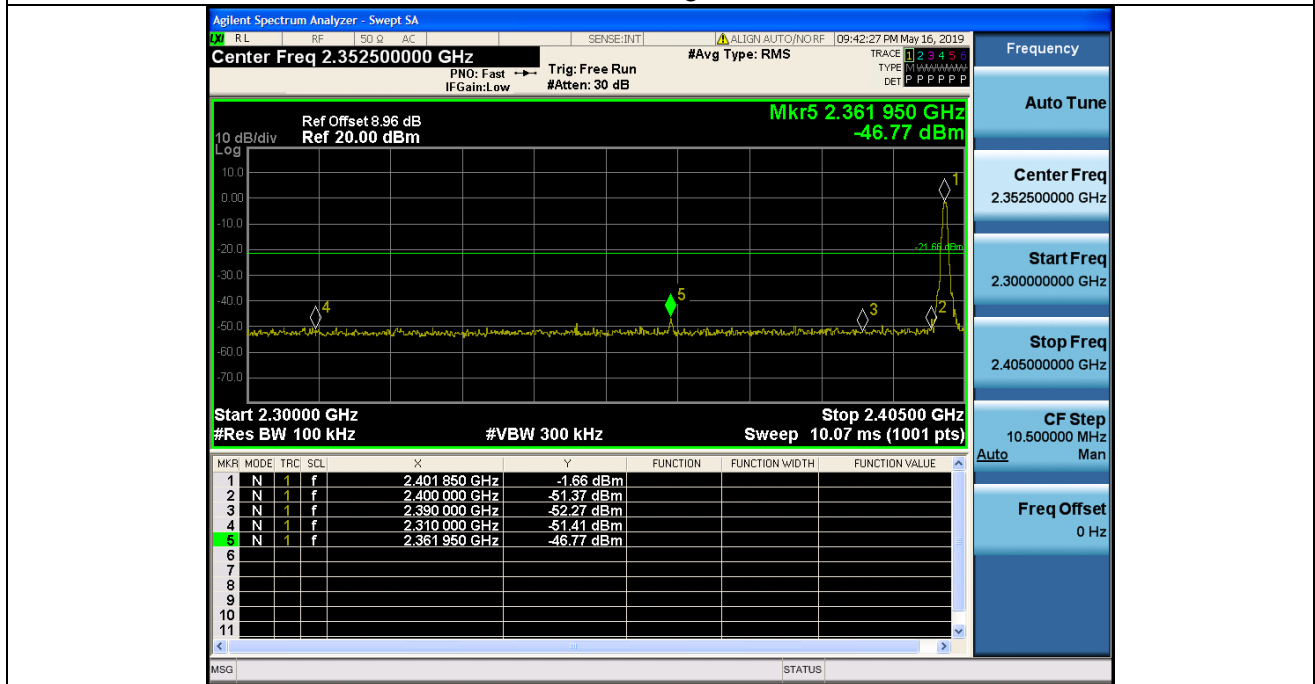 Agilent Spectrum Analyzer - Swept SA
LXI RL RF 50 Ω AC SENSE:INT ALIGN AUTO/NO RF 09:42:27 PM May 16, 2019
Center Freq 2.352500000 GHz #Avg Type: RMS TRACE 1 2 3 4 5 6
PNO: Fast Trig: Free Run TYPE M W W W W W
IFGain:Low #Atten: 30 dB DET P P P P P P
Mkr5 2.361 950 GHz
-46.77 dBm
Ref Offset 8.96 dB
10 dB/div Ref 20.00 dBm
Log
10.0
0.00
-10.0
-20.0
-30.0
-40.0
-50.0
-60.0
-70.0
-21.66 dBm
1
2
3
4
5
Start 2.30000 GHz Stop 2.40500 GHz
#Res BW 100 kHz #VBW 300 kHz Sweep 10.07 ms (1001 pts)
MKR MODE TRC SCL X Y FUNCTION FUNCTION WIDTH FUNCTION VALUE
1 N 1 f 2.401 850 GHz -1.66 dBm
2 N 1 f 2.400 000 GHz -51.37 dBm
3 N 1 f 2.390 000 GHz -52.27 dBm
4 N 1 f 2.310 000 GHz -51.41 dBm
5 N 1 f 2.361 950 GHz -46.77 dBm
6
7
8
9
10
11
MSG STATUS
Frequency
Auto Tune
Center Freq
2.352500000 GHz
Start Freq
2.300000000 GHz
Stop Freq
2.405000000 GHz
CF Step
10.500000 MHz
Auto Man
Freq Offset
0 Hz